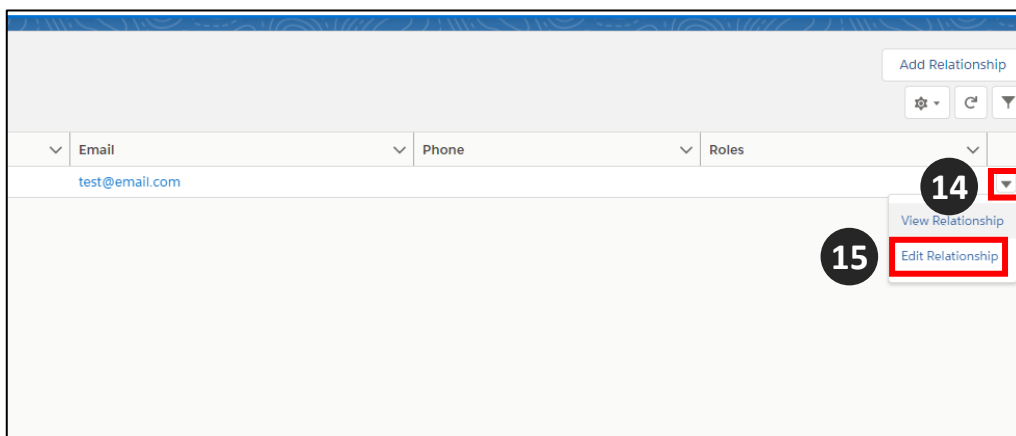 Add Relationship
Email Phone Roles
test@email.com
14
View Relationship
15
Edit Relationship